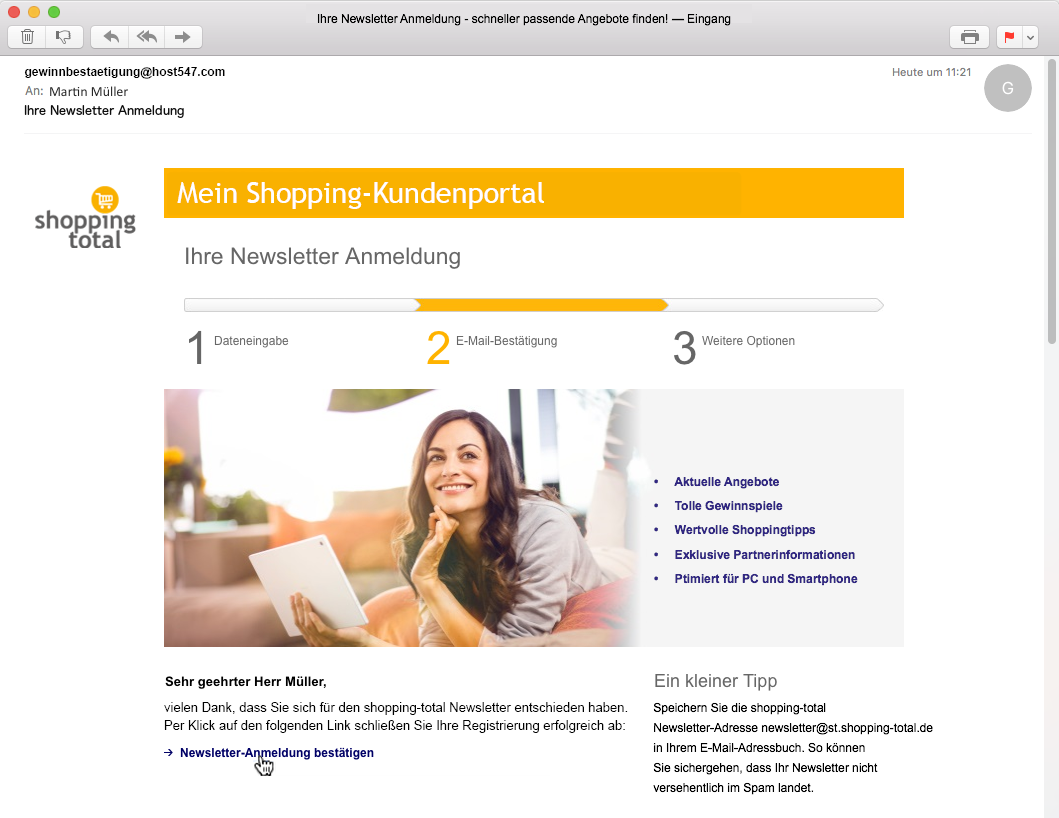 Ihre Newsletter Anmeldung - schneller passende Angebote finden! — Eingang
gewinnbestaetigung@host547.com
Heute um 11:21
An: Martin Müller
Ihre Newsletter Anmeldung
G
shopping
total
Mein Shopping-Kundenportal
Ihre Newsletter Anmeldung
1 Dateneingabe
2 E-Mail-Bestätigung
3 Weitere Optionen
• Aktuelle Angebote
• Tolle Gewinnspiele
• Wertvolle Shoppingtipps
• Exklusive Partnerinformationen
• Ptimiert für PC und Smartphone
Sehr geehrter Herr Müller,
vielen Dank, dass Sie sich für den shopping-total Newsletter entschieden haben.
Per Klick auf den folgenden Link schließen Sie Ihre Registrierung erfolgreich ab:
→ Newsletter-Anmeldung bestätigen
Ein kleiner Tipp
Speichern Sie die shopping-total
Newsletter-Adresse newsletter@st.shopping-total.de
in Ihrem E-Mail-Adressbuch. So können
Sie sichergehen, dass Ihr Newsletter nicht
versehentlich im Spam landet.